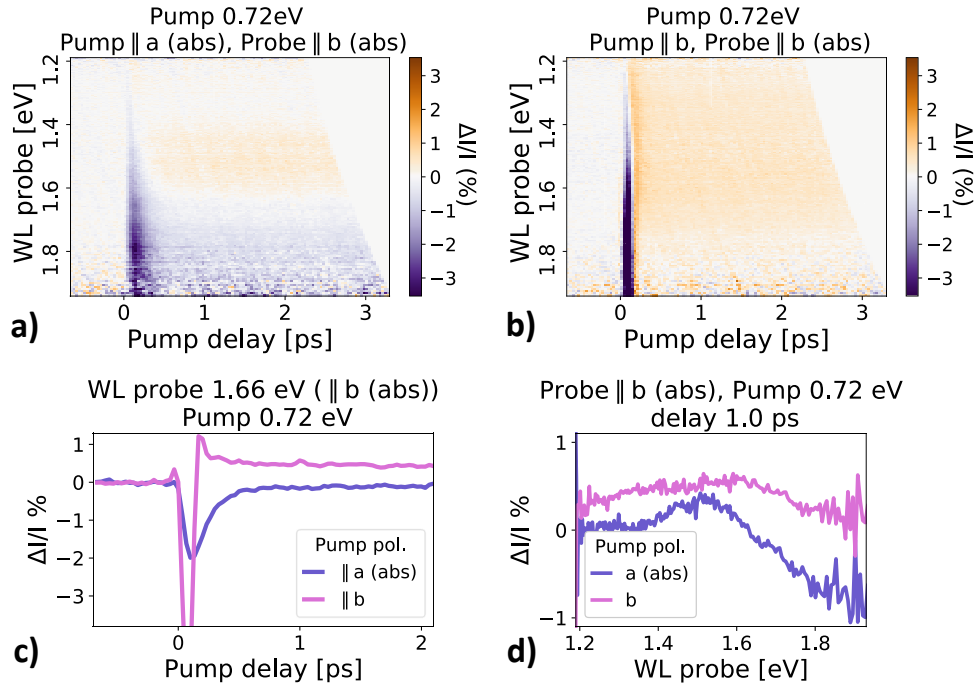 Pump 0.72eV
Pump ∥ a (abs), Probe ∥ b (abs)
WL probe [eV]
1.2
1.4
1.6
1.8
0
1
2
3
Pump delay [ps]
3
2
1
0
−1
−2
−3
ΔI/I (%)
a)
Pump 0.72eV
Pump ∥ b, Probe ∥ b (abs)
WL probe [eV]
1.2
1.4
1.6
1.8
0
1
2
3
Pump delay [ps]
3
2
1
0
−1
−2
−3
ΔI/I (%)
b)
WL probe 1.66 eV ( ∥ b (abs))
Pump 0.72 eV
ΔI/I %
1
0
−1
−2
−3
Pump pol.
∥ a (abs)
∥ b
0
1
2
Pump delay [ps]
c)
Probe ∥ b (abs), Pump 0.72 eV
delay 1.0 ps
ΔI/I %
1
0
−1
Pump pol.
a (abs)
b
1.2
1.4
1.6
1.8
WL probe [eV]
d)